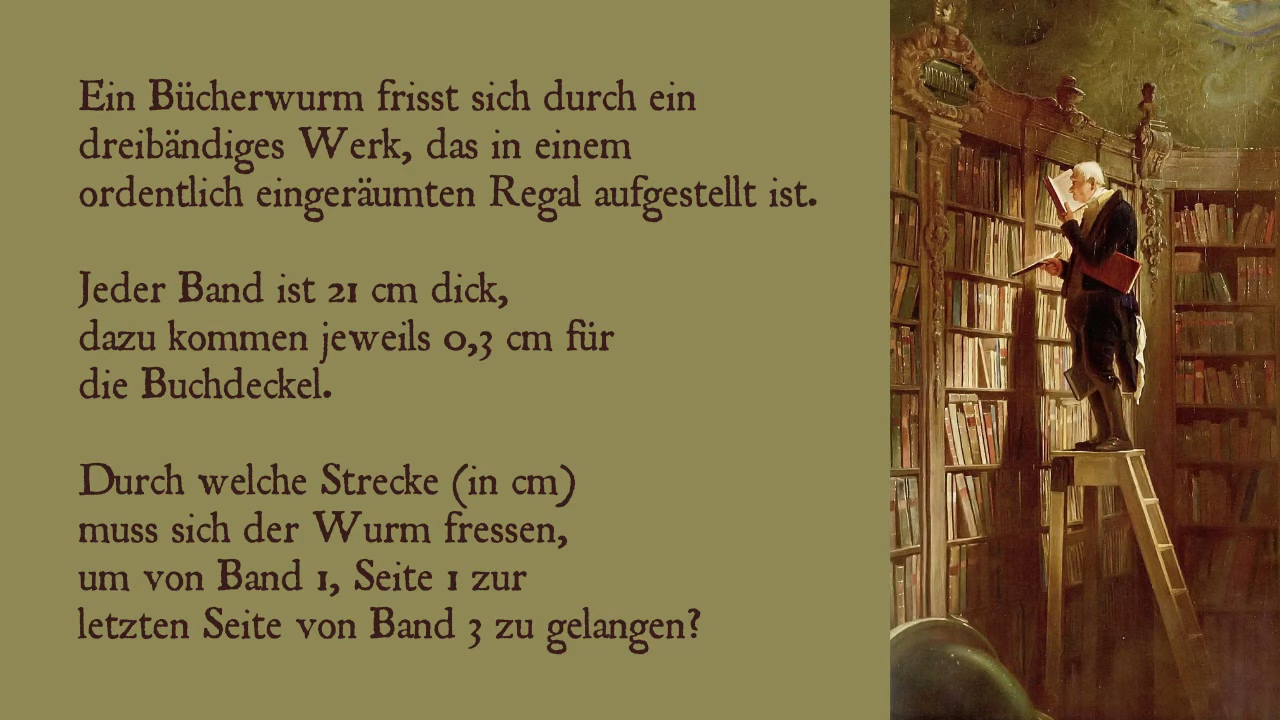 Ein Bücherwurm frisst sich durch ein
dreibändiges Werk, das in einem
ordentlich eingeräumten Regal aufgestellt ist.
Jeder Band ist 21 cm dick,
dazu kommen jeweils 0,3 cm für
die Buchdeckel.
Durch welche Strecke (in cm)
muss sich der Wurm fressen,
um von Band 1, Seite 1 zur
letzten Seite von Band 3 zu gelangen?